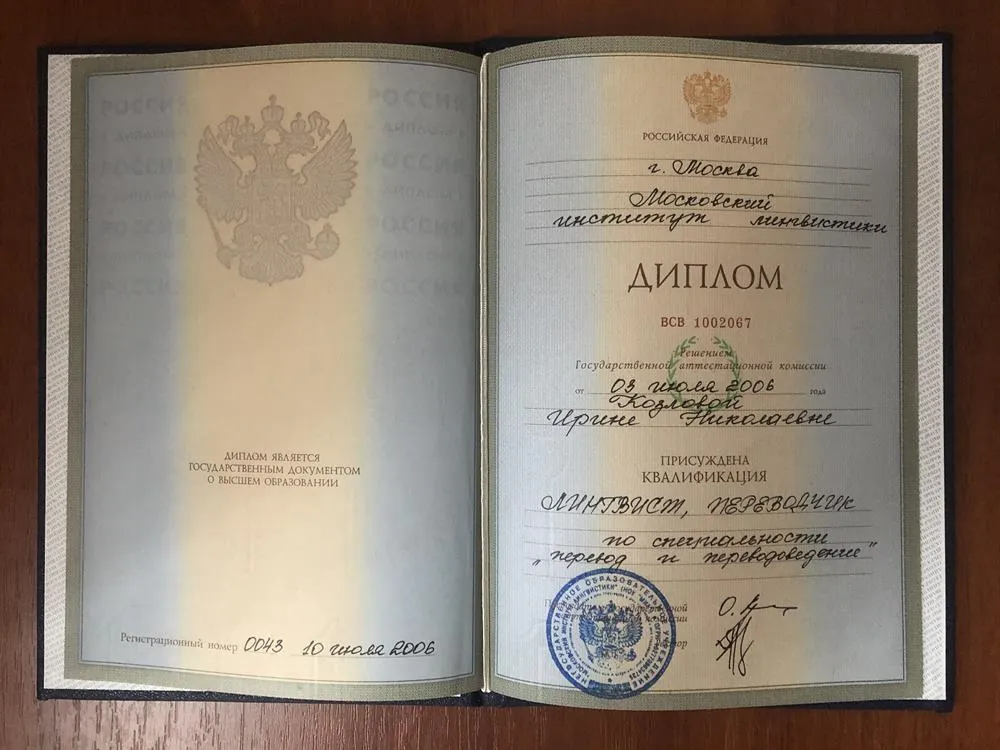 ДИПЛОМ ЯВЛЯЕТСЯ
ГОСУДАРСТВЕННЫМ ДОКУМЕНТОМ
О ВЫСШЕМ ОБРАЗОВАНИИ
Регистрационный номер 0043 10 июля 2006
РОССИЙСКАЯ ФЕДЕРАЦИЯ
г. Москва
Московский
институт лингвистики
ДИПЛОМ
ВСВ 1002067
Решением
Государственной аттестационной комиссии
от 03 июля 2006 года
Козловой
Ирине Николаевне
ПРИСУЖДЕНА
КВАЛИФИКАЦИЯ
ЛИНГВИСТ, ПЕРЕВОДЧИК
по специальности
„перевод и переводоведение"